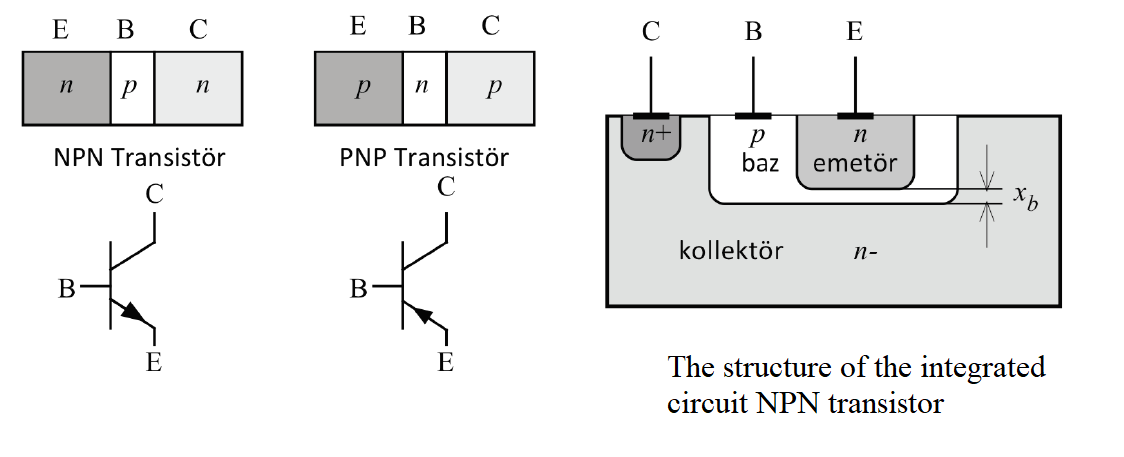 E B C
n p n
NPN Transistör
C
B
E
E B C
p n p
PNP Transistör
C
B
E
C B E
n+ p n
baz emetör
x_b
kollektör n-
The structure of the integrated
circuit NPN transistor